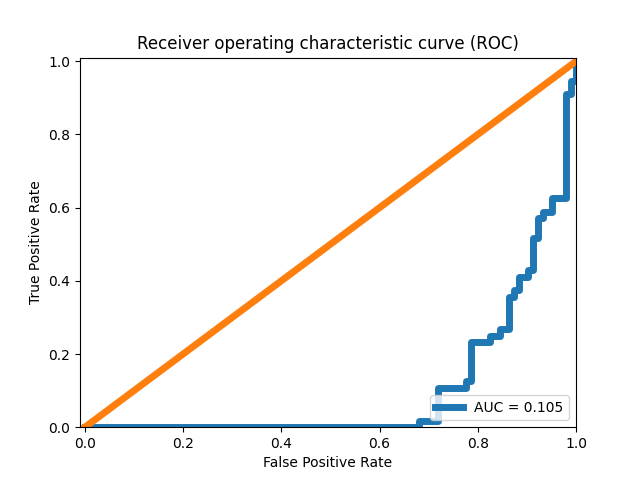 Receiver operating characteristic curve (ROC)
1.0
0.8
0.6
0.4
0.2
0.0
True Positive Rate
AUC = 0.105
0.0 0.2 0.4 0.6 0.8 1.0
False Positive Rate